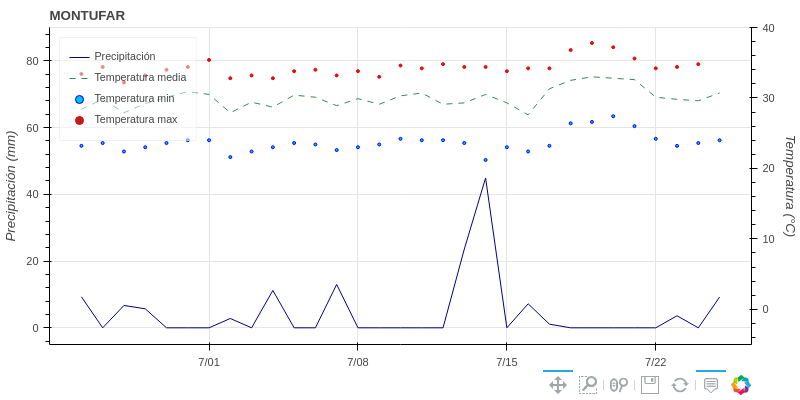 MONTUFAR
Precipitación
Temperatura media
Temperatura min
Temperatura max
Precipitación (mm)
80
60
40
20
0
Temperatura (°C)
40
30
20
10
0
7/01
7/08
7/15
7/22